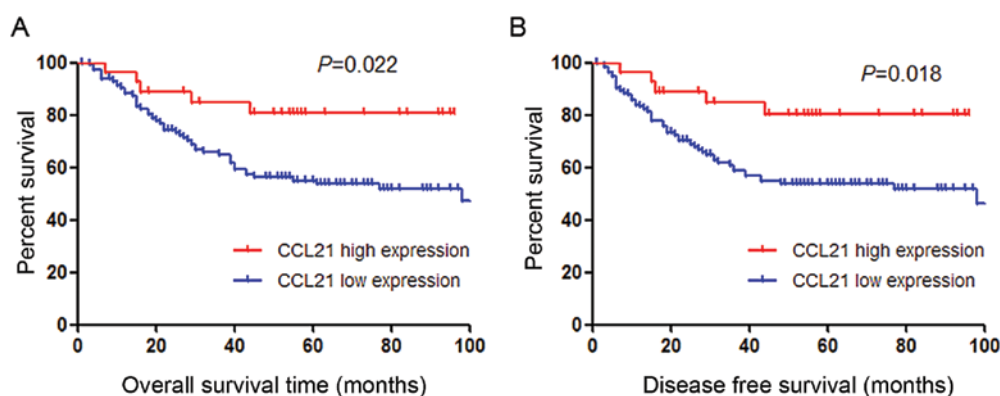 A
P=0.022
Percent survival
100
80
60
40
20
0
CCL21 high expression
CCL21 low expression
0 20 40 60 80 100
Overall survival time (months)
B
P=0.018
Percent survival
100
80
60
40
20
0
CCL21 high expression
CCL21 low expression
0 20 40 60 80 100
Disease free survival (months)